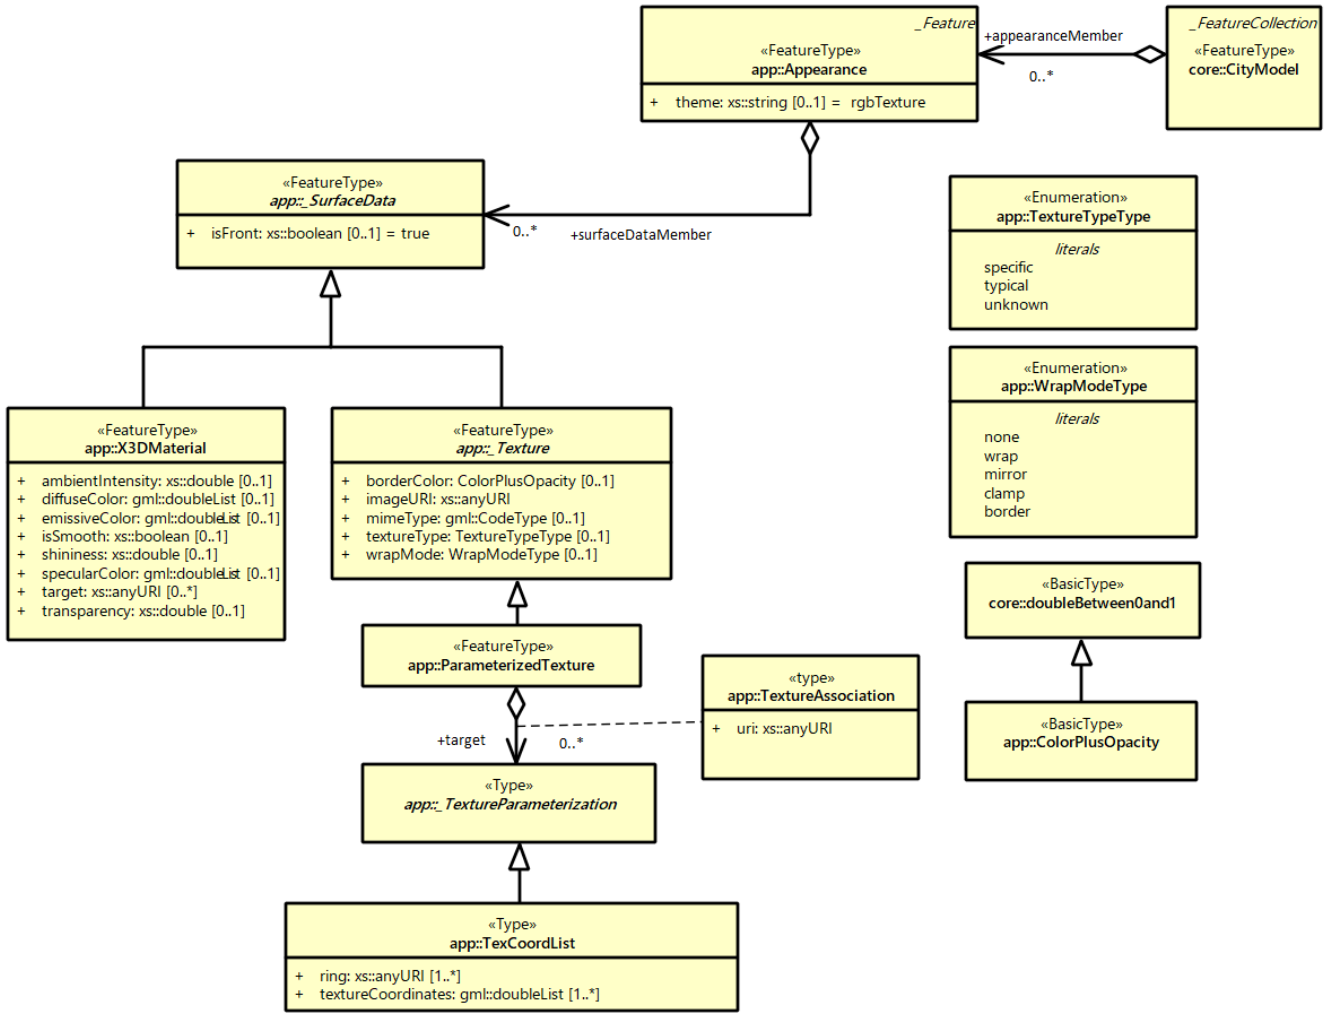 _Feature
«FeatureType»
app::Appearance
+ theme: xs::string [0..1] = rgbTexture
+appearanceMember
0..*
_FeatureCollection
«FeatureType»
core::CityModel
«FeatureType»
app::_SurfaceData
+ isFront: xs::boolean [0..1] = true
0..*
+surfaceDataMember
«Enumeration»
app::TextureTypeType
literals
specific
typical
unknown
«Enumeration»
app::WrapModeType
literals
none
wrap
mirror
clamp
border
«FeatureType»
app::X3DMaterial
+ ambientIntensity: xs::double [0..1]
+ diffuseColor: gml::doubleList [0..1]
+ emissiveColor: gml::doubleList [0..1]
+ isSmooth: xs::boolean [0..1]
+ shininess: xs::double [0..1]
+ specularColor: gml::doubleList [0..1]
+ target: xs::anyURI [0..*]
+ transparency: xs::double [0..1]
«FeatureType»
app::_Texture
+ borderColor: ColorPlusOpacity [0..1]
+ imageURI: xs::anyURI
+ mimeType: gml::CodeType [0..1]
+ textureType: TextureTypeType [0..1]
+ wrapMode: WrapModeType [0..1]
«BasicType»
core::doubleBetween0and1
«FeatureType»
app::ParameterizedTexture
«type»
app::TextureAssociation
+ uri: xs::anyURI
«BasicType»
app::ColorPlusOpacity
+target
0..*
«Type»
app::_TextureParameterization
«Type»
app::TexCoordList
+ ring: xs::anyURI [1..*]
+ textureCoordinates: gml::doubleList [1..*]